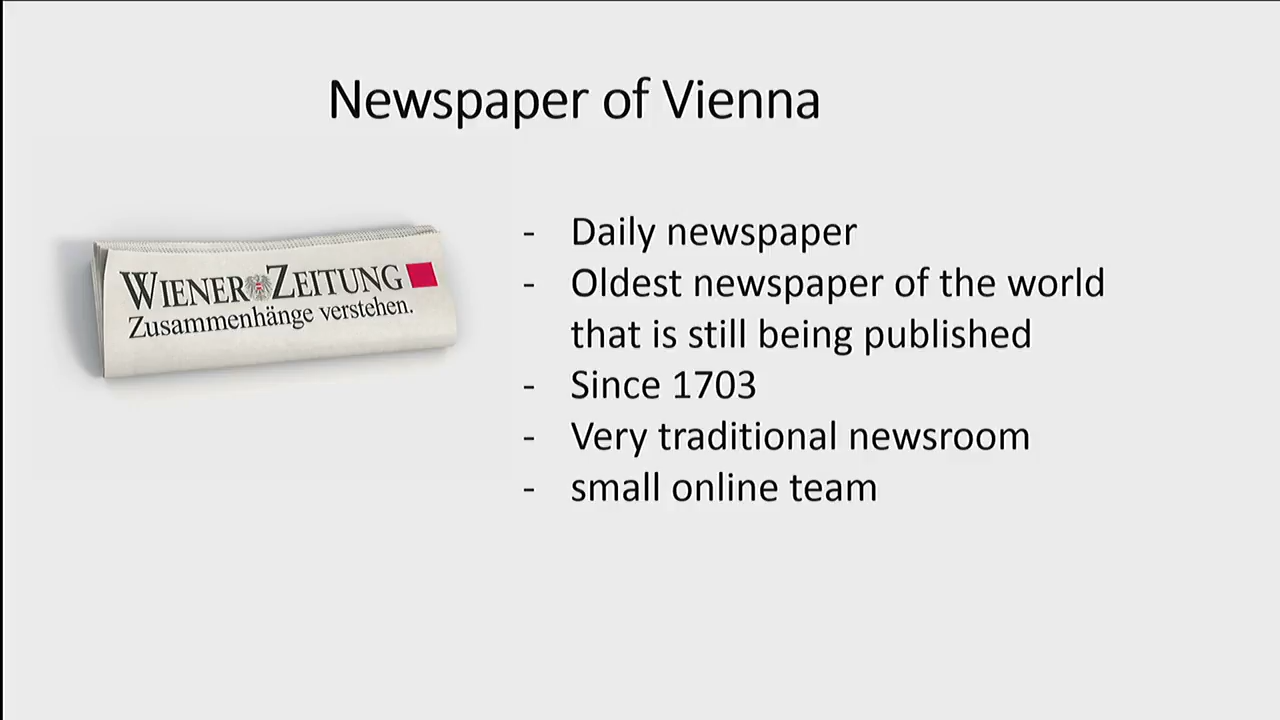 Newspaper of Vienna
WIENER ZEITUNG
Zusammenhänge verstehen.
- Daily newspaper
- Oldest newspaper of the world
that is still being published
- Since 1703
- Very traditional newsroom
- small online team